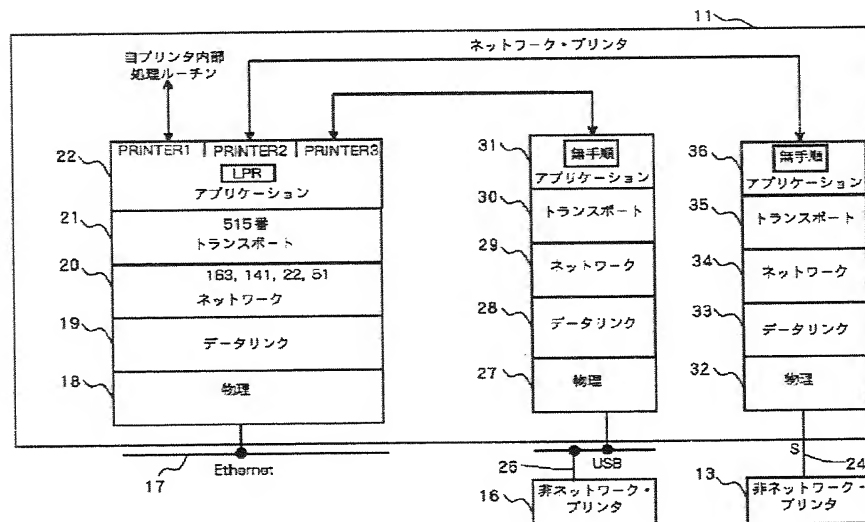 11
ネットワーク・プリンタ
自プリンタ内部
処理ルーチン
22
PRINTER1
PRINTER2
PRINTER3
LPR
アプリケーション
21
515番
トランスポート
20
163, 141, 22, 51
ネットワーク
19
データリンク
18
物理
17
Ethernet
31
無手順
アプリケーション
30
トランスポート
29
ネットワーク
28
データリンク
27
物理
26
USB
16
非ネットワーク・
プリンタ
36
無手順
アプリケーション
35
トランスポート
34
ネットワーク
33
データリンク
32
物理
S
24
13
非ネットワーク・
プリンタ